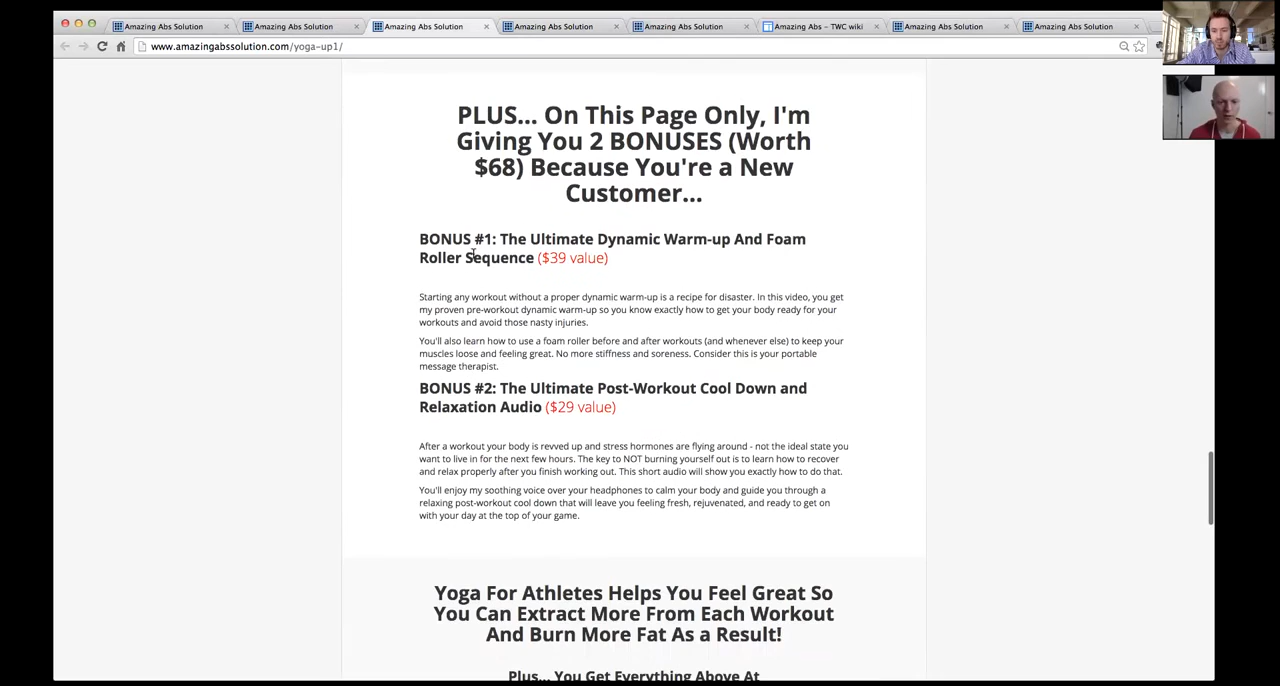 Amazing Abs Solution
Amazing Abs Solution
Amazing Abs Solution
Amazing Abs Solution
Amazing Abs Solution
Amazing Abs – TWC wiki
Amazing Abs Solution
Amazing Abs Solution
www.amazingabssolution.com/yoga-up1/
PLUS... On This Page Only, I'm
Giving You 2 BONUSES (Worth
$68) Because You're a New
Customer...
BONUS #1: The Ultimate Dynamic Warm-up And Foam
Roller Sequence ($39 value)
Starting any workout without a proper dynamic warm-up is a recipe for disaster. In this video, you get
my proven pre-workout dynamic warm-up so you know exactly how to get your body ready for your
workouts and avoid those nasty injuries.
You'll also learn how to use a foam roller before and after workouts (and whenever else) to keep your
muscles loose and feeling great. No more stiffness and soreness. Consider this is your portable
message therapist.
BONUS #2: The Ultimate Post-Workout Cool Down and
Relaxation Audio ($29 value)
After a workout your body is revved up and stress hormones are flying around - not the ideal state you
want to live in for the next few hours. The key to NOT burning yourself out is to learn how to recover
and relax properly after you finish working out. This short audio will show you exactly how to do that.
You'll enjoy my soothing voice over your headphones to calm your body and guide you through a
relaxing post-workout cool down that will leave you feeling fresh, rejuvenated, and ready to get on
with your day at the top of your game.
Yoga For Athletes Helps You Feel Great So
You Can Extract More From Each Workout
And Burn More Fat As a Result!
Plus... You Get Everything Above At